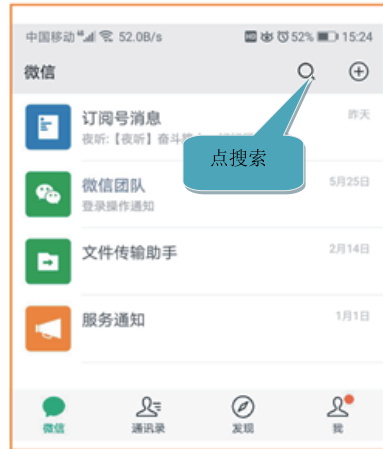 中国移动 4G 52.0B/s HD 52% 15:24
微信
订阅号消息 昨天
夜听:【夜听】奋斗
点搜索
微信团队 5月25日
登录操作通知
文件传输助手 2月14日
服务通知 1月1日
微信 通讯录 发现 我